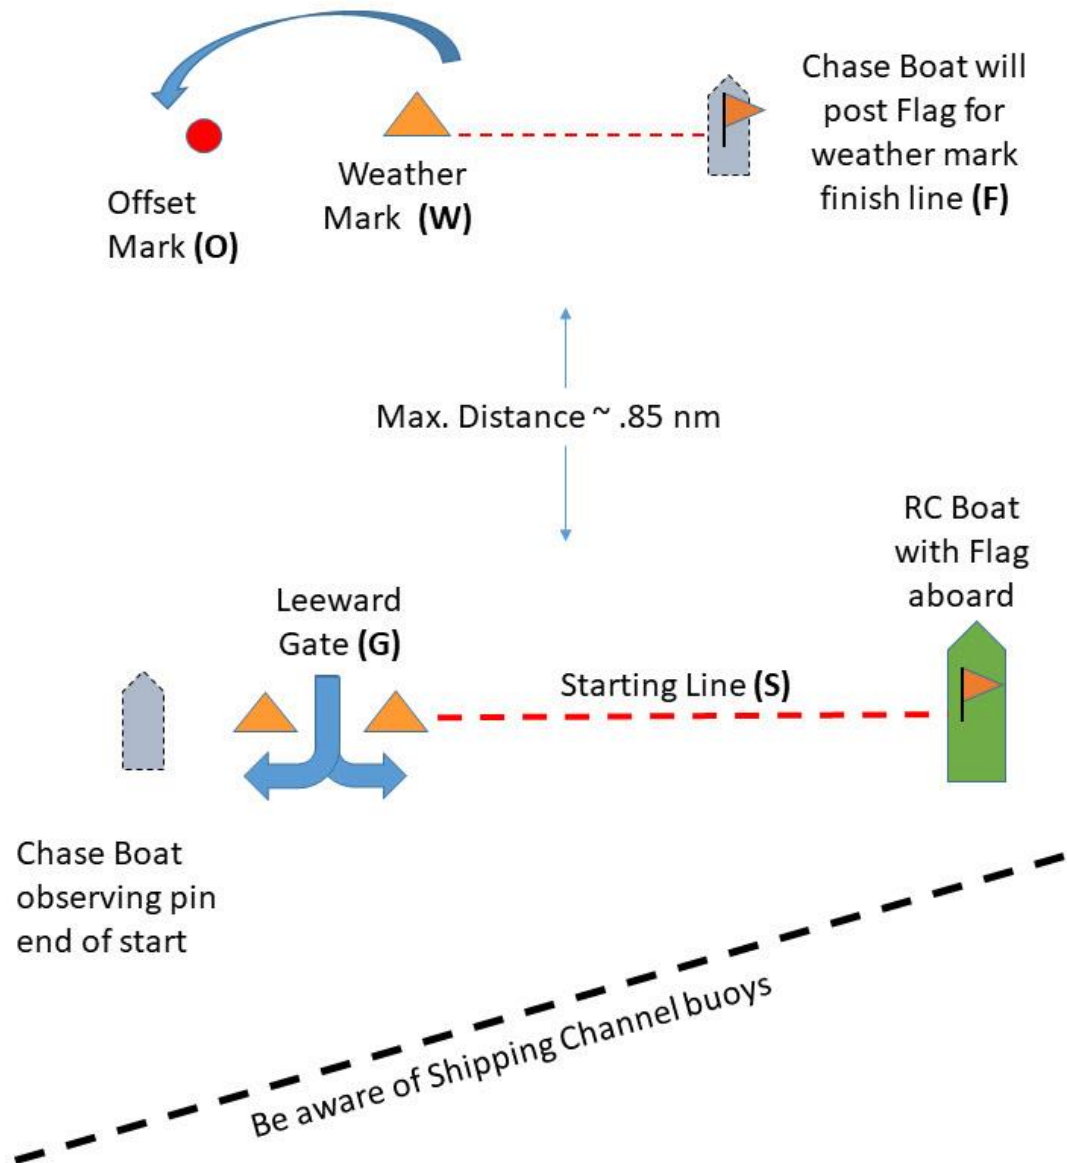 Chase Boat will
post Flag for
weather mark
finish line (F)
Weather
Mark (W)
Offset
Mark (O)
Max. Distance ~ .85 nm
RC Boat
with Flag
aboard
Leeward
Gate (G)
Starting Line (S)
Chase Boat
observing pin
end of start
Be aware of Shipping Channel buoys